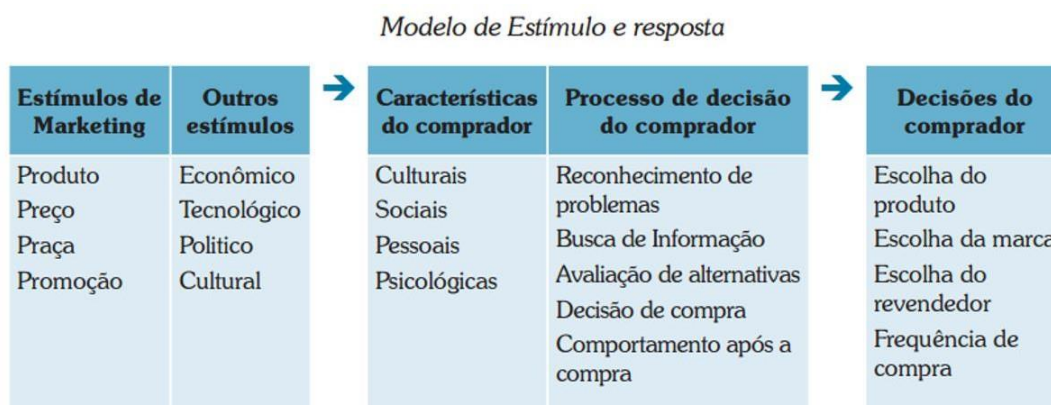 Modelo de Estímulo e resposta
Estímulos de
Marketing
Produto
Preço
Praça
Promoção
Outros
estímulos
Econômico
Tecnológico
Politico
Cultural
Características
do comprador
Culturais
Sociais
Pessoais
Psicológicas
Processo de decisão
do comprador
Reconhecimento de
problemas
Busca de Informação
Avaliação de alternativas
Decisão de compra
Comportamento após a
compra
Decisões do
comprador
Escolha do
produto
Escolha da marca
Escolha do
revendedor
Frequência de
compra